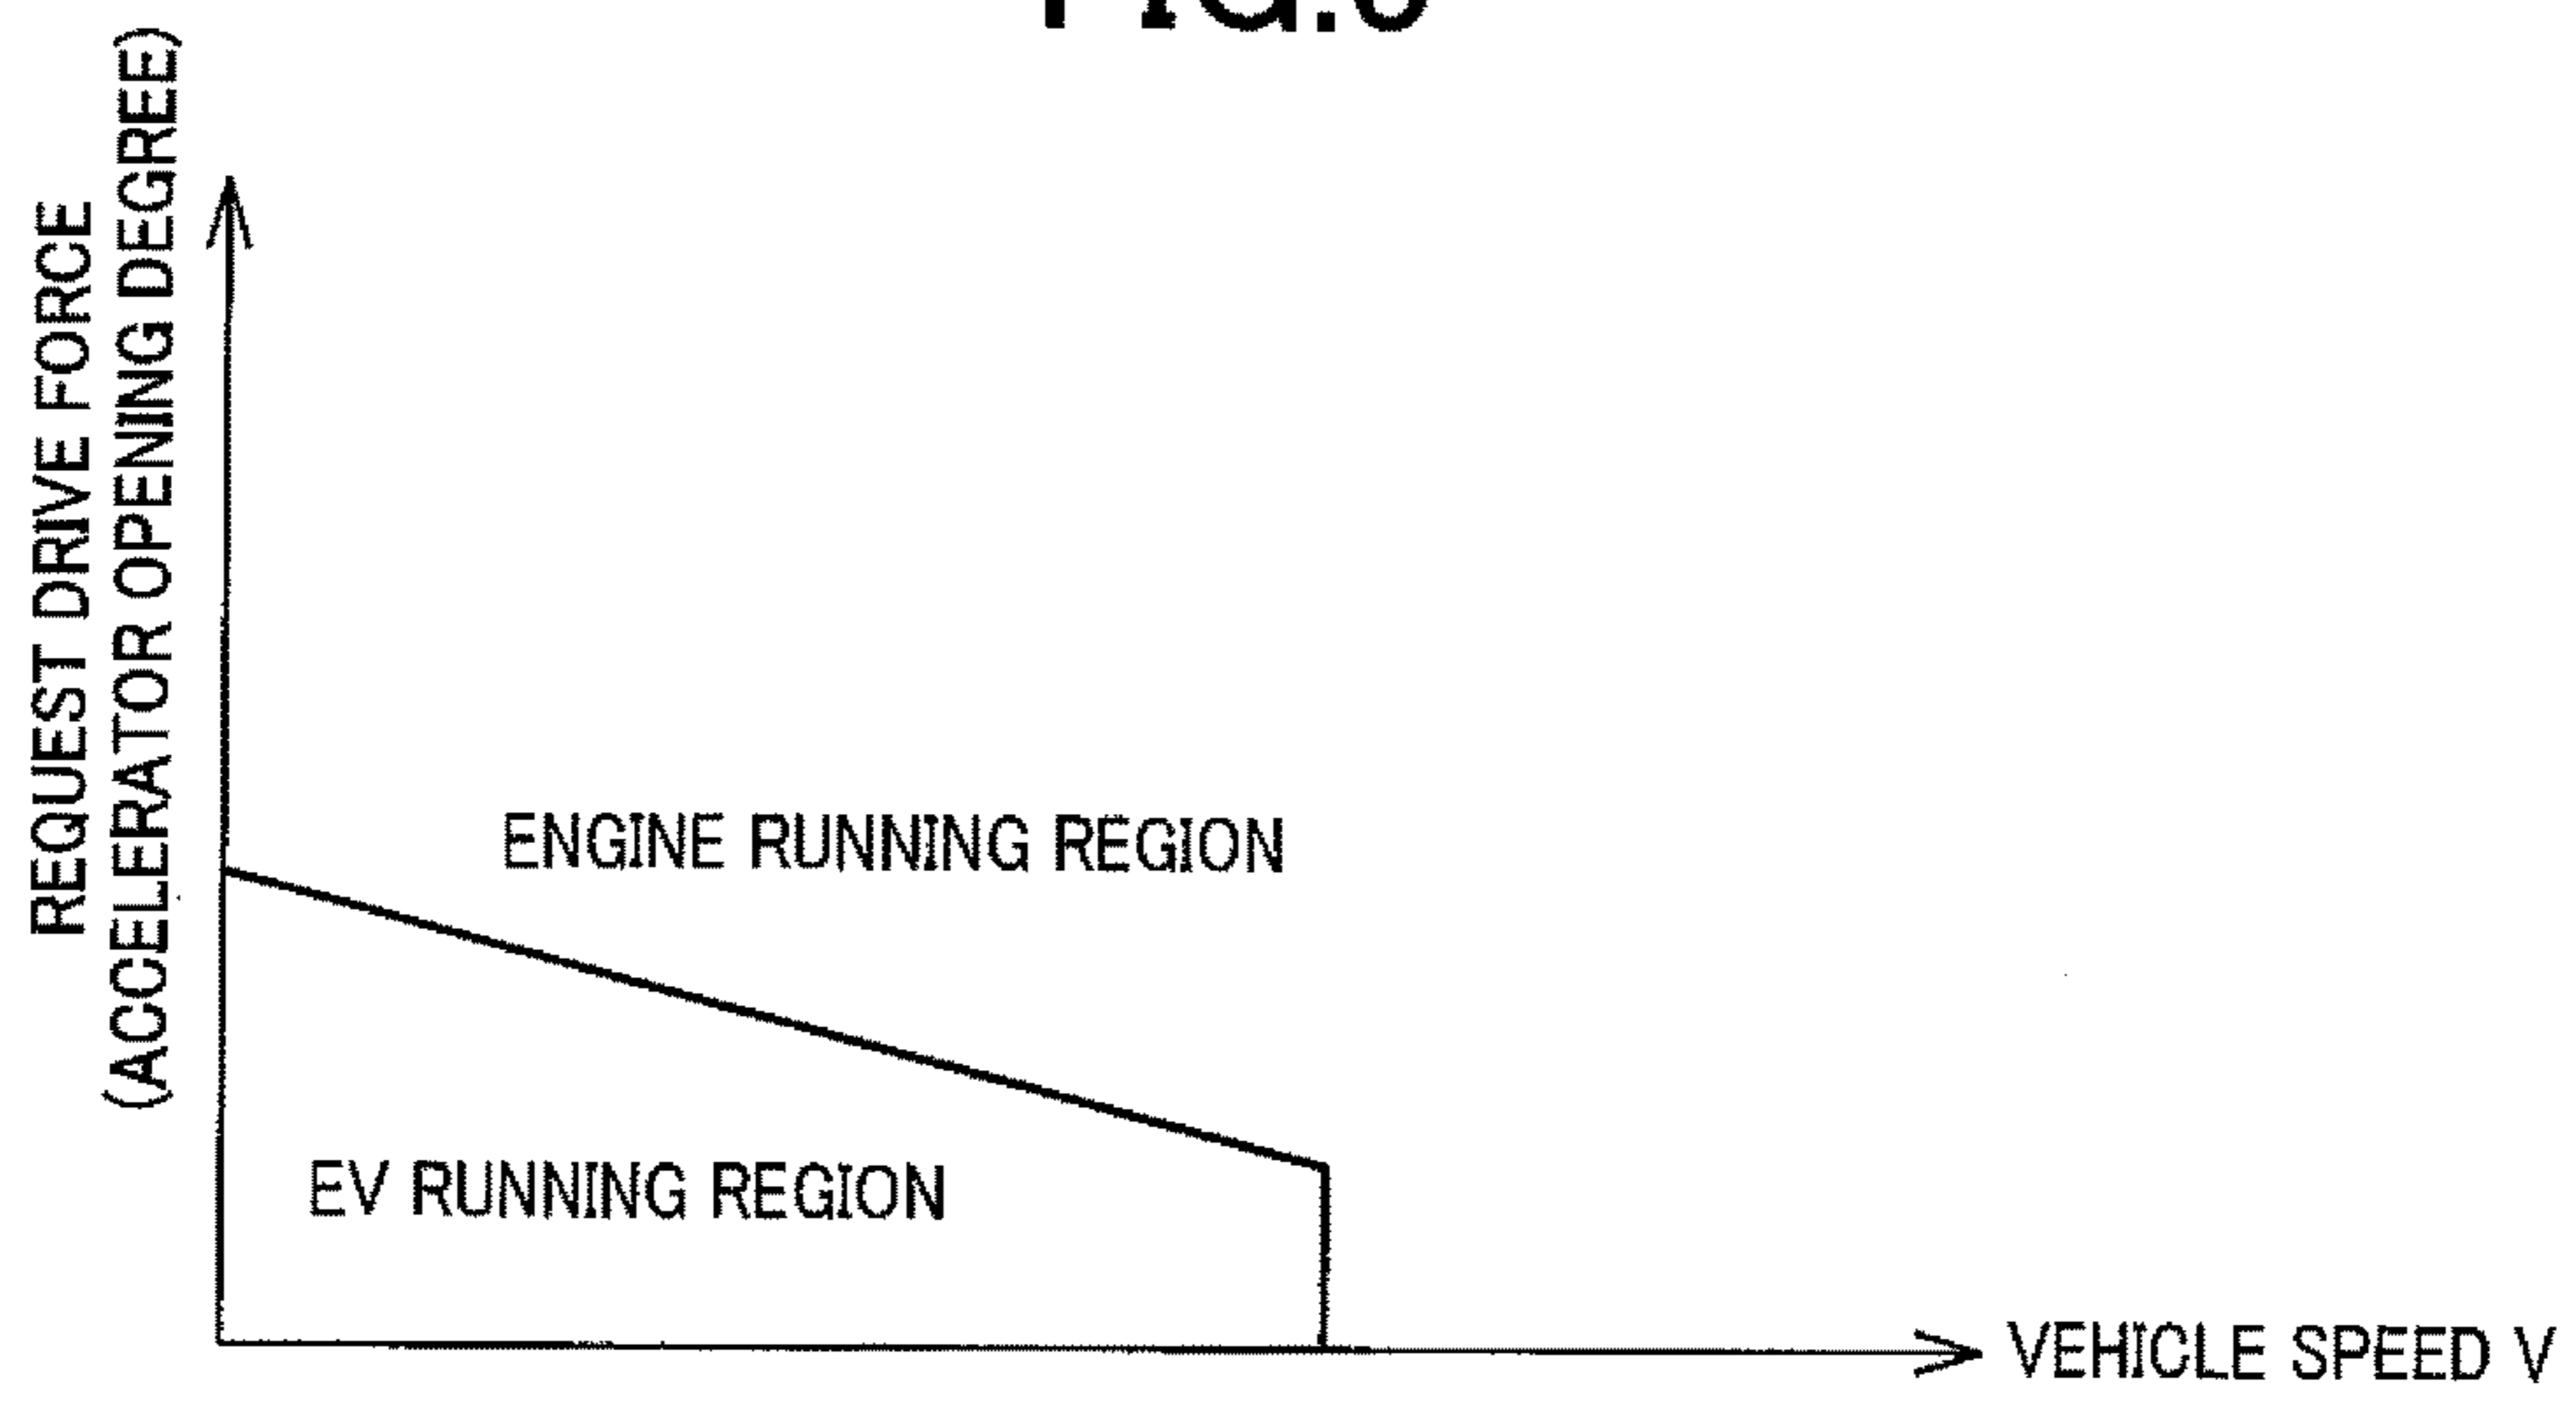 REQUEST DRIVE FORCE
(ACCELERATOR OPENING DEGREE)
ENGINE RUNNING REGION
EV RUNNING REGION
VEHICLE SPEED V